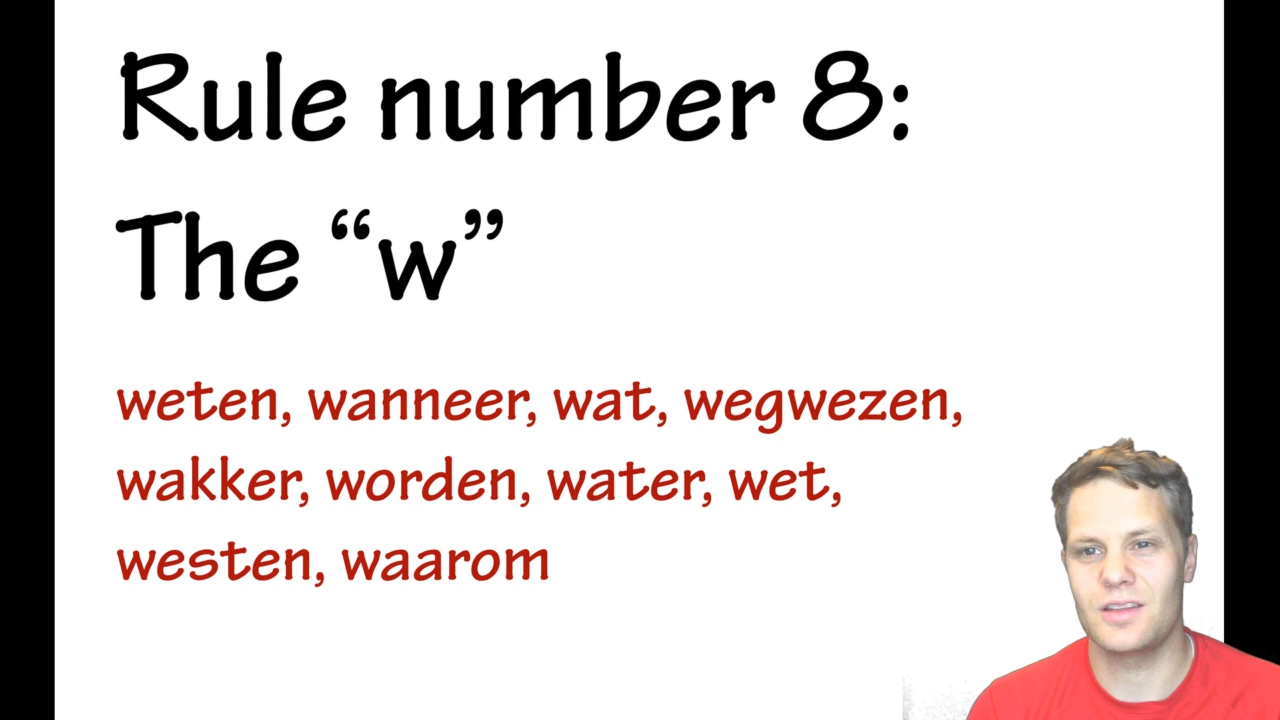 Rule number 8:
The “w”
weten, wanneer, wat, wegwezen,
wakker, worden, water, wet,
westen, waarom